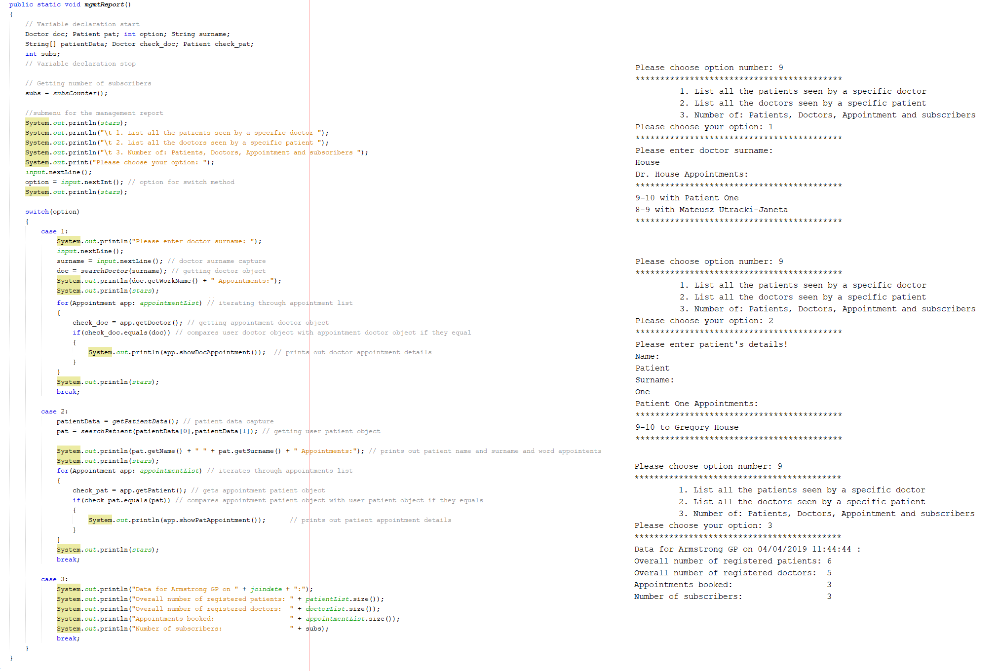 public static void mgmtReport()
{
// Variable declaration start
Doctor doc; Patient pat; int option; String surname;
String[] patientData; Doctor check_doc; Patient check_pat;
int subs;
// Variable declaration stop
// Getting number of subscribers
subs = subsCounter();
//submenu for the management report
System.out.println(stars);
System.out.println("\t 1. List all the patients seen by a specific doctor ");
System.out.println("\t 2. List all the doctors seen by a specific patient ");
System.out.println("\t 3. Number of: Patients, Doctors, Appointment and subscribers ");
System.out.print("Please choose your option: ");
input.nextLine();
option = input.nextInt(); // option for switch method
System.out.println(stars);
switch(option)
{
case 1:
System.out.println("Please enter doctor surname: ");
input.nextLine();
surname = input.nextLine(); // doctor surname capture
doc = searchDoctor(surname); // getting doctor object
System.out.println(doc.getWorkName() + " Appointments:");
System.out.println(stars);
for(Appointment app: appointmentList) // iterating through appointment list
{
check_doc = app.getDoctor(); // getting appointment doctor object
if(check_doc.equals(doc)) // compares user doctor object with appointment doctor object if they equal
{
System.out.println(app.showDocAppointment());  // prints out doctor appointment details
}
}
System.out.println(stars);
break;
case 2:
patientData = getPatientData(); // patient data capture
pat = searchPatient(patientData[0],patientData[1]); // getting user patient object
System.out.println(pat.getName() + " " + pat.getSurname() + " Appointments:"); // prints out patient name and surname and word appointents
System.out.println(stars);
for(Appointment app: appointmentList) // iterates through appointments list
{
check_pat = app.getPatient(); // gets appointment patient object
if(check_pat.equals(pat)) // compares appointment patient object with user patient object if they equals
{
System.out.println(app.showPatAppointment());      // prints out patient appointment details
}
}
System.out.println(stars);
break;
case 3:
System.out.println("Data for Armstrong GP on " + joindate + ":");
System.out.println("Overall number of registered patients: " + patientList.size());
System.out.println("Overall number of registered doctors:  " + doctorList.size());
System.out.println("Appointments booked:                   " + appointmentList.size());
System.out.println("Number of subscribers:                 " + subs);
break;
}
}
Please choose option number: 9
******************************************
1. List all the patients seen by a specific doctor
2. List all the doctors seen by a specific patient
3. Number of: Patients, Doctors, Appointment and subscribers
Please choose your option: 1
******************************************
Please enter doctor surname:
House
Dr. House Appointments:
******************************************
9-10 with Patient One
8-9 with Mateusz Utracki-Janeta
******************************************
Please choose option number: 9
******************************************
1. List all the patients seen by a specific doctor
2. List all the doctors seen by a specific patient
3. Number of: Patients, Doctors, Appointment and subscribers
Please choose your option: 2
******************************************
Please enter patient's details!
Name:
Patient
Surname:
One
Patient One Appointments:
******************************************
9-10 to Gregory House
******************************************
Please choose option number: 9
******************************************
1. List all the patients seen by a specific doctor
2. List all the doctors seen by a specific patient
3. Number of: Patients, Doctors, Appointment and subscribers
Please choose your option: 3
******************************************
Data for Armstrong GP on 04/04/2019 11:44:44 :
Overall number of registered patients: 6
Overall number of registered doctors:  5
Appointments booked:                   3
Number of subscribers:                 3